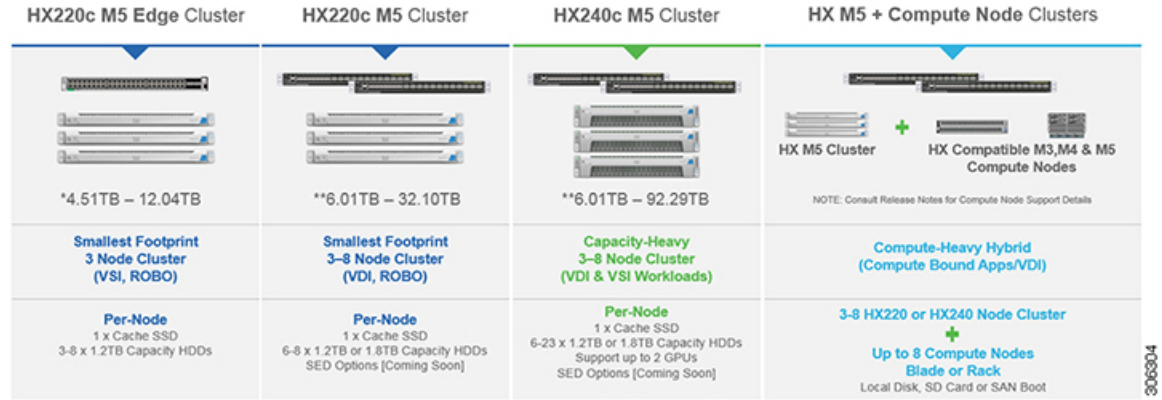 HX220c M5 Edge Cluster
*4.51TB – 12.04TB
Smallest Footprint
3 Node Cluster
(VSI, ROBO)
Per-Node
1 x Cache SSD
3-8 x 1.2TB Capacity HDDs
HX220c M5 Cluster
**6.01TB – 32.10TB
Smallest Footprint
3–8 Node Cluster
(VDI, ROBO)
Per-Node
1 x Cache SSD
6-8 x 1.2TB or 1.8TB Capacity HDDs
SED Options [Coming Soon]
HX240c M5 Cluster
**6.01TB – 92.29TB
Capacity-Heavy
3–8 Node Cluster
(VDI & VSI Workloads)
Per-Node
1 x Cache SSD
6-23 x 1.2TB or 1.8TB Capacity HDDs
Support up to 2 GPUs
SED Options [Coming Soon]
HX M5 + Compute Node Clusters
HX M5 Cluster
+
HX Compatible M3,M4 & M5
Compute Nodes
NOTE: Consult Release Notes for Compute Node Support Details
Compute-Heavy Hybrid
(Compute Bound Apps/VDI)
3-8 HX220 or HX240 Node Cluster
+
Up to 8 Compute Nodes
Blade or Rack
Local Disk, SD Card or SAN Boot
306304